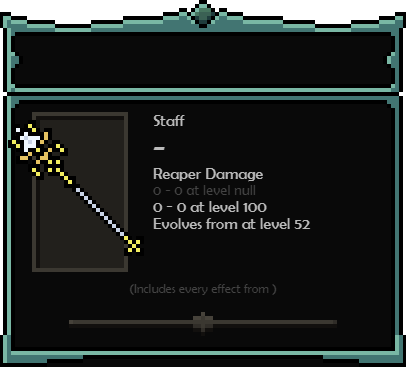 Staff
–
Reaper Damage
0 - 0 at level null
0 - 0 at level 100
Evolves from at level 52
(Includes every effect from )